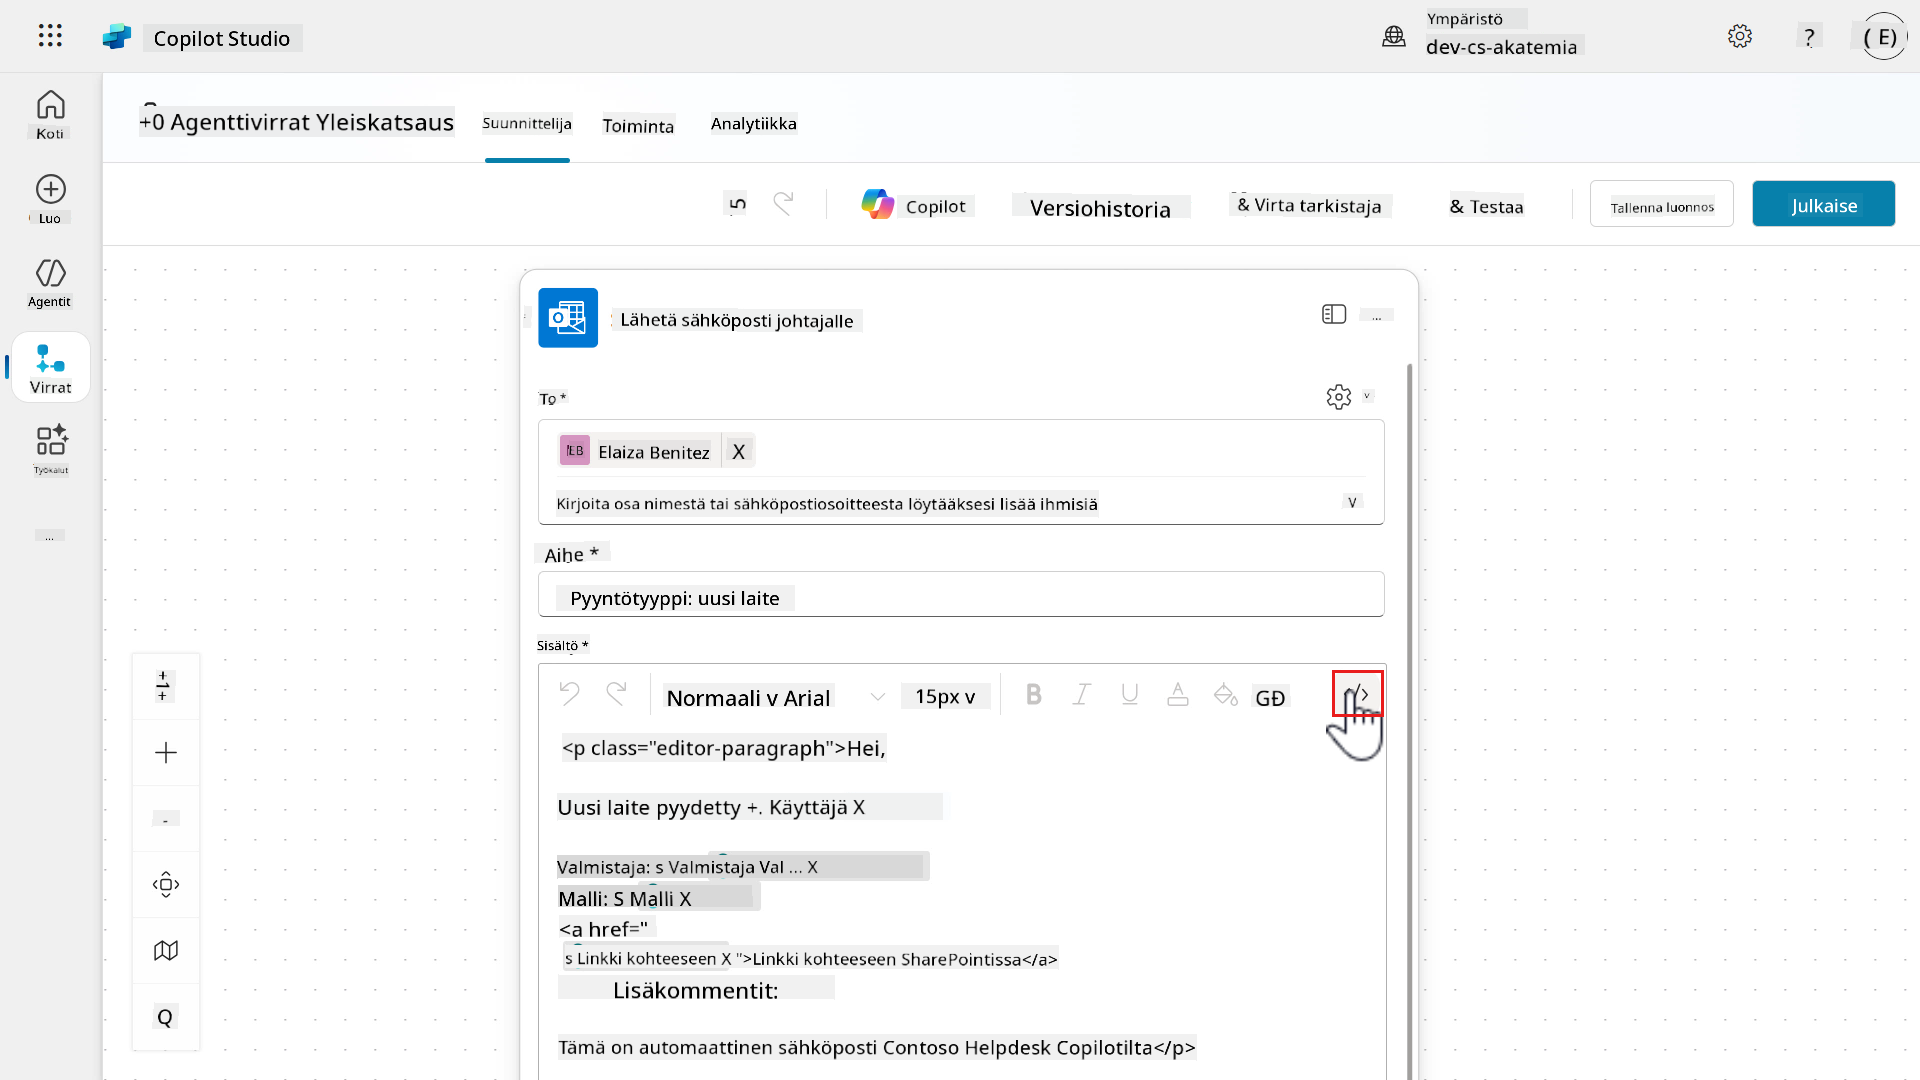 Copilot Studio
Ympäristö
dev-cs-akatemia
?
( E)
Koti
Luo
Agentit
Virrat
Työkalut
...
+0 Agenttivirrat Yleiskatsaus
Suunnittelija
Toiminta
Analytiikka
Copilot
Versiohistoria
& Virta tarkistaja
& Testaa
Tallenna luonnos
Julkaise
Lähetä sähköposti johtajalle
...
To *
EB Elaiza Benitez X
Kirjoita osa nimestä tai sähköpostiosoitteesta löytääksesi lisää ihmisiä
V
Aihe *
Pyyntötyyppi: uusi laite
Sisältö *
Normaali v Arial
15px v
B I U A GĐ </>
<p class="editor-paragraph">Hei,
Uusi laite pyydetty +. Käyttäjä X
Valmistaja: s Valmistaja Val ... X
Malli: S Malli X
<a href="
s Linkki kohteeseen X ">Linkki kohteeseen SharePointissa</a>
Lisäkommentit:
Tämä on automaattinen sähköposti Contoso Helpdesk Copilotilta</p>
Q